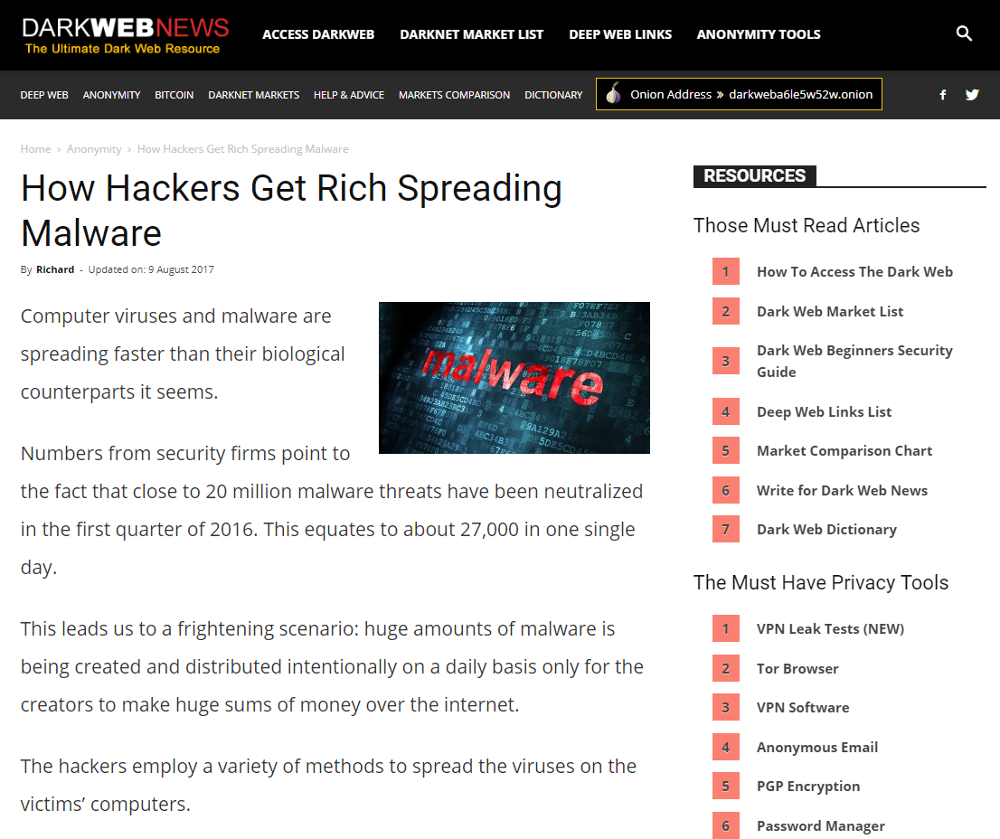 DARKWEBNEWS
The Ultimate Dark Web Resource
ACCESS DARKWEB DARKNET MARKET LIST DEEP WEB LINKS ANONYMITY TOOLS
DEEP WEB ANONYMITY BITCOIN DARKNET MARKETS HELP & ADVICE MARKETS COMPARISON DICTIONARY Onion Address » darkweba6le5w52w.onion
Home › Anonymity › How Hackers Get Rich Spreading Malware
How Hackers Get Rich Spreading
Malware
By Richard - Updated on: 9 August 2017
Computer viruses and malware are
spreading faster than their biological
counterparts it seems.
malware
Numbers from security firms point to
the fact that close to 20 million malware threats have been neutralized
in the first quarter of 2016. This equates to about 27,000 in one single
day.
This leads us to a frightening scenario: huge amounts of malware is
being created and distributed intentionally on a daily basis only for the
creators to make huge sums of money over the internet.
The hackers employ a variety of methods to spread the viruses on the
victims’ computers.
RESOURCES
Those Must Read Articles
1 How To Access The Dark Web
2 Dark Web Market List
3 Dark Web Beginners Security
Guide
4 Deep Web Links List
5 Market Comparison Chart
6 Write for Dark Web News
7 Dark Web Dictionary
The Must Have Privacy Tools
1 VPN Leak Tests (NEW)
2 Tor Browser
3 VPN Software
4 Anonymous Email
5 PGP Encryption
6 Password Manager